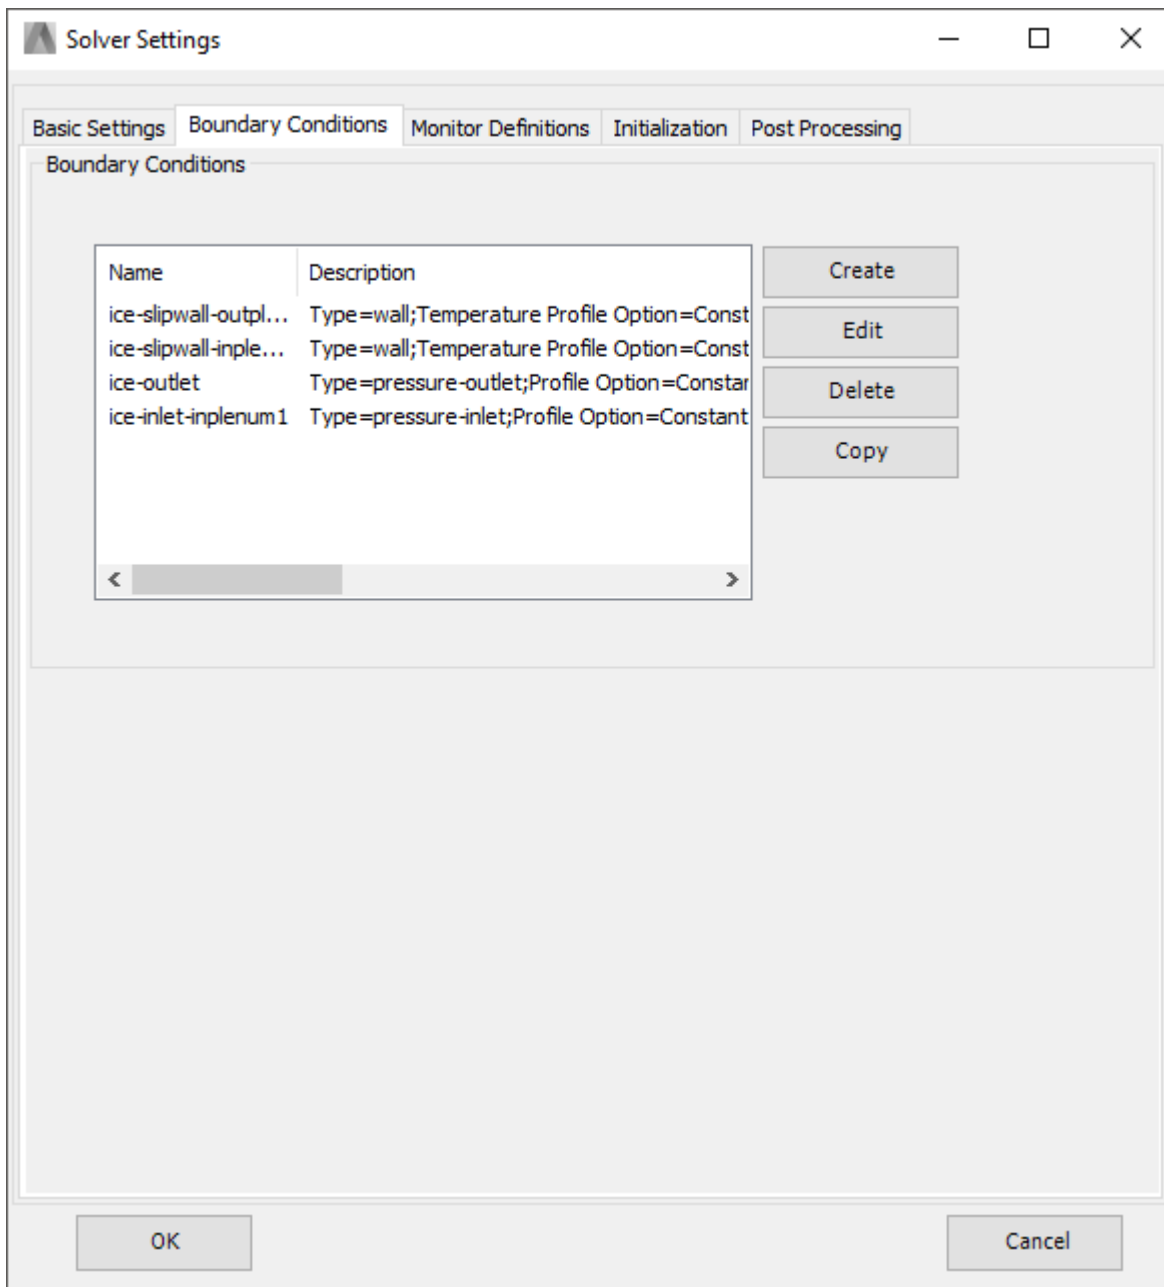 Solver Settings
Basic Settings Boundary Conditions Monitor Definitions Initialization Post Processing
Boundary Conditions
Name Description
ice-slipwall-outpl... Type=wall;Temperature Profile Option=Const
ice-slipwall-inple... Type=wall;Temperature Profile Option=Const
ice-outlet Type=pressure-outlet;Profile Option=Constar
ice-inlet-inplenum1 Type=pressure-inlet;Profile Option=Constant
Create
Edit
Delete
Copy
OK Cancel